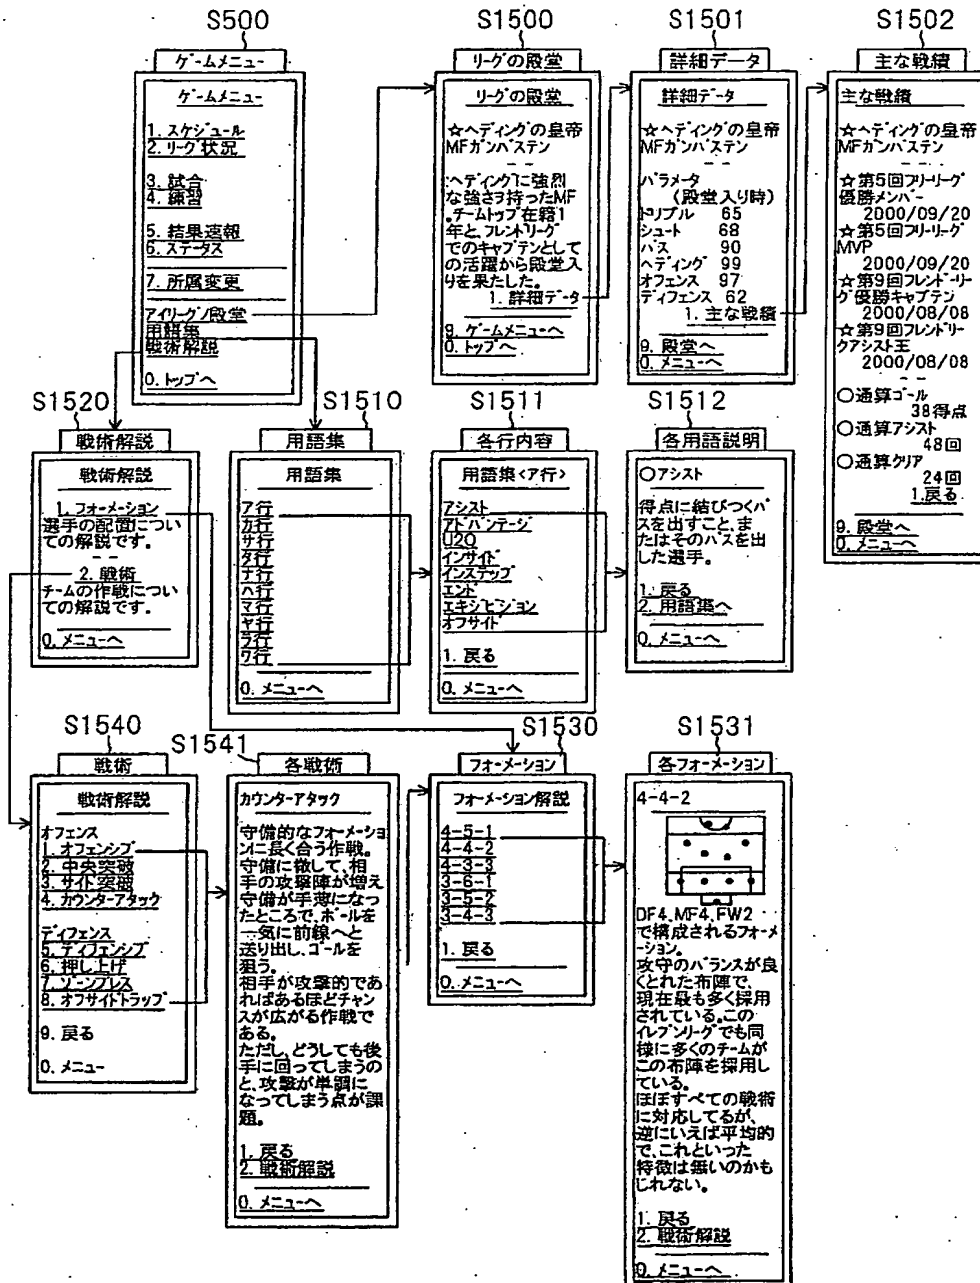 S500
ゲームメニュー
ゲームメニュー
1. スケジュール
2. リーグ状況
3. 試合
4. 練習
5. 結果速報
6. ステータス
7. 所属変更
アイリーグノ殿堂
用語集
戦術解説
0. トップへ
S1500
リーグの殿堂
リーグの殿堂
☆ヘディングの皇帝
MFガンバステン
--
ヘディングに強烈
な強さヲ持ったMF
.チームトップ在籍1
年と、フレンドリーグ
でのキャプテンとして
の活躍から殿堂入
りを果たした。
1. 詳細データ
9. ゲームメニューへ
0. トップへ
S1501
詳細データ
詳細データ
☆ヘディングの皇帝
MFガンバステン
--
パラメータ
(殿堂入り時)
ドリブル 65
シュート 68
パス 90
ヘディング 99
オフェンス 97
ディフェンス 62
1. 主な戦績
9. 殿堂へ
0. メニューへ
S1502
主な戦績
主な戦績
☆ヘディングの皇帝
MFガンバステン
--
☆第5回フリーリーグ
優勝メンバー
2000/09/20
☆第5回フリーリーグ
MVP
2000/09/20
☆第9回フレンドリー
グ優勝キャプテン
2000/08/08
☆第9回フレンドリー
クアシスト王
2000/08/08
--
○通算ゴール
38得点
○通算アシスト
48回
○通算クリア
24回
1.戻る
9. 殿堂へ
0. メニューへ
S1520
戦術解説
戦術解説
1. フォーメーション
選手の配置につい
ての解説です。
--
2. 戦術
チームの作戦につい
ての解説です。
0. メニューへ
S1510
用語集
用語集
ア行
カ行
サ行
タ行
ナ行
ハ行
マ行
ヤ行
ラ行
ワ行
0. メニューへ
S1511
各行内容
用語集<ア行>
アシスト
アドバンテージ
U20
インサイド
インステップ
エンド
エキシビション
オフサイド
1. 戻る
0. メニューへ
S1512
各用語説明
○アシスト
得点に結びつくパ
スを出すこと、ま
たはそのパスを出
した選手。
1. 戻る
2. 用語集へ
0. メニューへ
S1540
戦術
戦術解説
オフェンス
1. オフェンシブ
2. 中央突破
3. サイド突破
4. カウンターアタック
ディフェンス
5. ディフェンシブ
6. 押し上げ
7. ゾーンプレス
8. オフサイドトラップ
9. 戻る
0. メニュー
S1541
各戦術
カウンターアタック
守備的なフォーメーショ
ンに良く合う作戦。
守備に徹して、相
手の攻撃陣が増え
守備が手薄になっ
たところで、ボールを
一気に前線へと
送り出し、ゴールを
狙う。
相手が攻撃的であ
ればあるほどチャン
スが広がる作戦で
ある。
ただし、どうしても後
手に回ってしまうの
と、攻撃が単調に
なってしまう点が課
題。
1. 戻る
2. 戦術解説
0. メニューへ
S1530
フォーメーション
フォーメーション解説
4-5-1
4-4-2
4-3-3
3-6-1
3-5-2
3-4-3
1. 戻る
0. メニューへ
S1531
各フォーメーション
4-4-2
DF4、MF4、FW2
で構成されるフォーメ
ーション。
攻守のバランスが良
くとれた布陣で、
現在最も多く採用
されている。この
イレブンリーグでも同
様に多くのチームが
この布陣を採用し
ている。
ほぼすべての戦術
に対応してるが、
逆にいえば平均的
で、これといった
特徴は無いのかも
しれない。
1. 戻る
2. 戦術解説
0. メニューへ